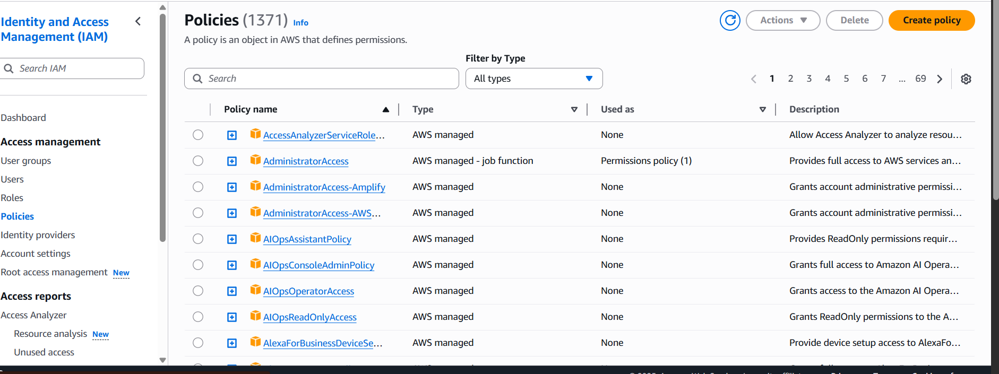 Identity and Access
Management (IAM)
Search IAM
Dashboard
Access management
User groups
Users
Roles
Policies
Identity providers
Account settings
Root access management New
Access reports
Access Analyzer
Resource analysis New
Unused access
Policies (1371) Info
A policy is an object in AWS that defines permissions.
Actions
Delete
Create policy
Filter by Type
Search
All types
1 2 3 4 5 6 7 ... 69
Policy name Type Used as Description
AccessAnalyzerServiceRole... AWS managed None Allow Access Analyzer to analyze resou...
AdministratorAccess AWS managed - job function Permissions policy (1) Provides full access to AWS services an...
AdministratorAccess-Amplify AWS managed None Grants account administrative permissi...
AdministratorAccess-AWS... AWS managed None Grants account administrative permissi...
AIOpsAssistantPolicy AWS managed None Provides ReadOnly permissions requir...
AIOpsConsoleAdminPolicy AWS managed None Grants full access to Amazon AI Opera...
AIOpsOperatorAccess AWS managed None Grants access to the Amazon AI Opera...
AIOpsReadOnlyAccess AWS managed None Grants ReadOnly permissions to the A...
AlexaForBusinessDeviceSe... AWS managed None Provide device setup access to AlexaFo...